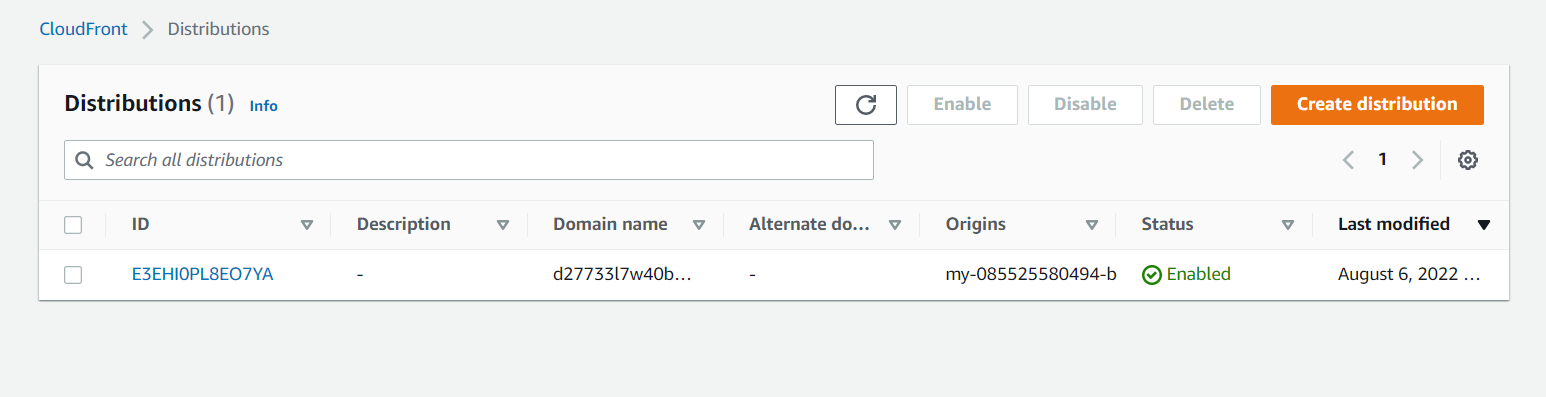 CloudFront > Distributions
Distributions (1) Info
Enable Disable Delete Create distribution
Search all distributions
1
ID Description Domain name Alternate do... Origins Status Last modified
E3EHI0PL8EO7YA - d27733l7w40b... - my-085525580494-b Enabled August 6, 2022 ...